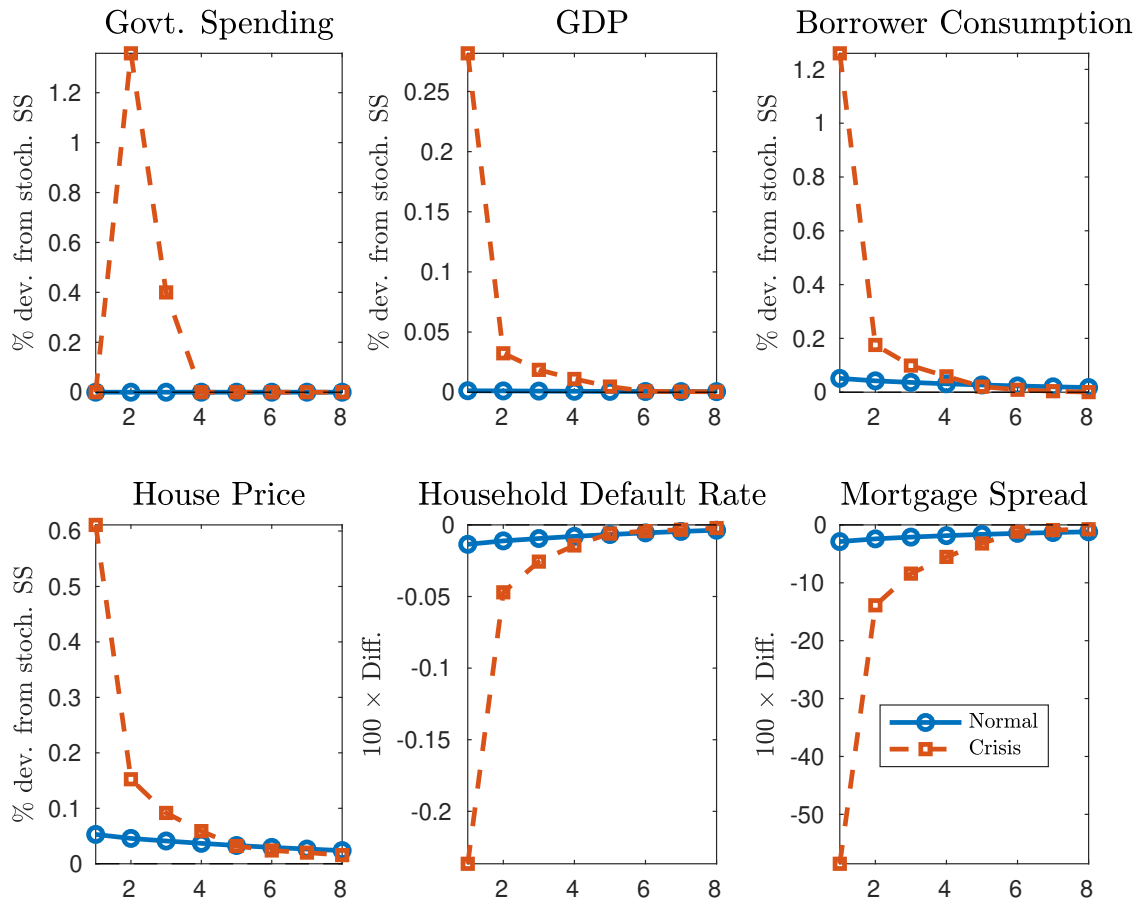 Govt. Spending
% dev. from stoch. SS
1.2
1
0.8
0.6
0.4
0.2
0
2 4 6 8
GDP
% dev. from stoch. SS
0.25
0.2
0.15
0.1
0.05
0
2 4 6 8
Borrower Consumption
% dev. from stoch. SS
1.2
1
0.8
0.6
0.4
0.2
0
2 4 6 8
House Price
% dev. from stoch. SS
0.6
0.5
0.4
0.3
0.2
0.1
0
2 4 6 8
Household Default Rate
100 × Diff.
0
-0.05
-0.1
-0.15
-0.2
2 4 6 8
Mortgage Spread
100 × Diff.
0
-10
-20
-30
-40
-50
Normal
Crisis
2 4 6 8